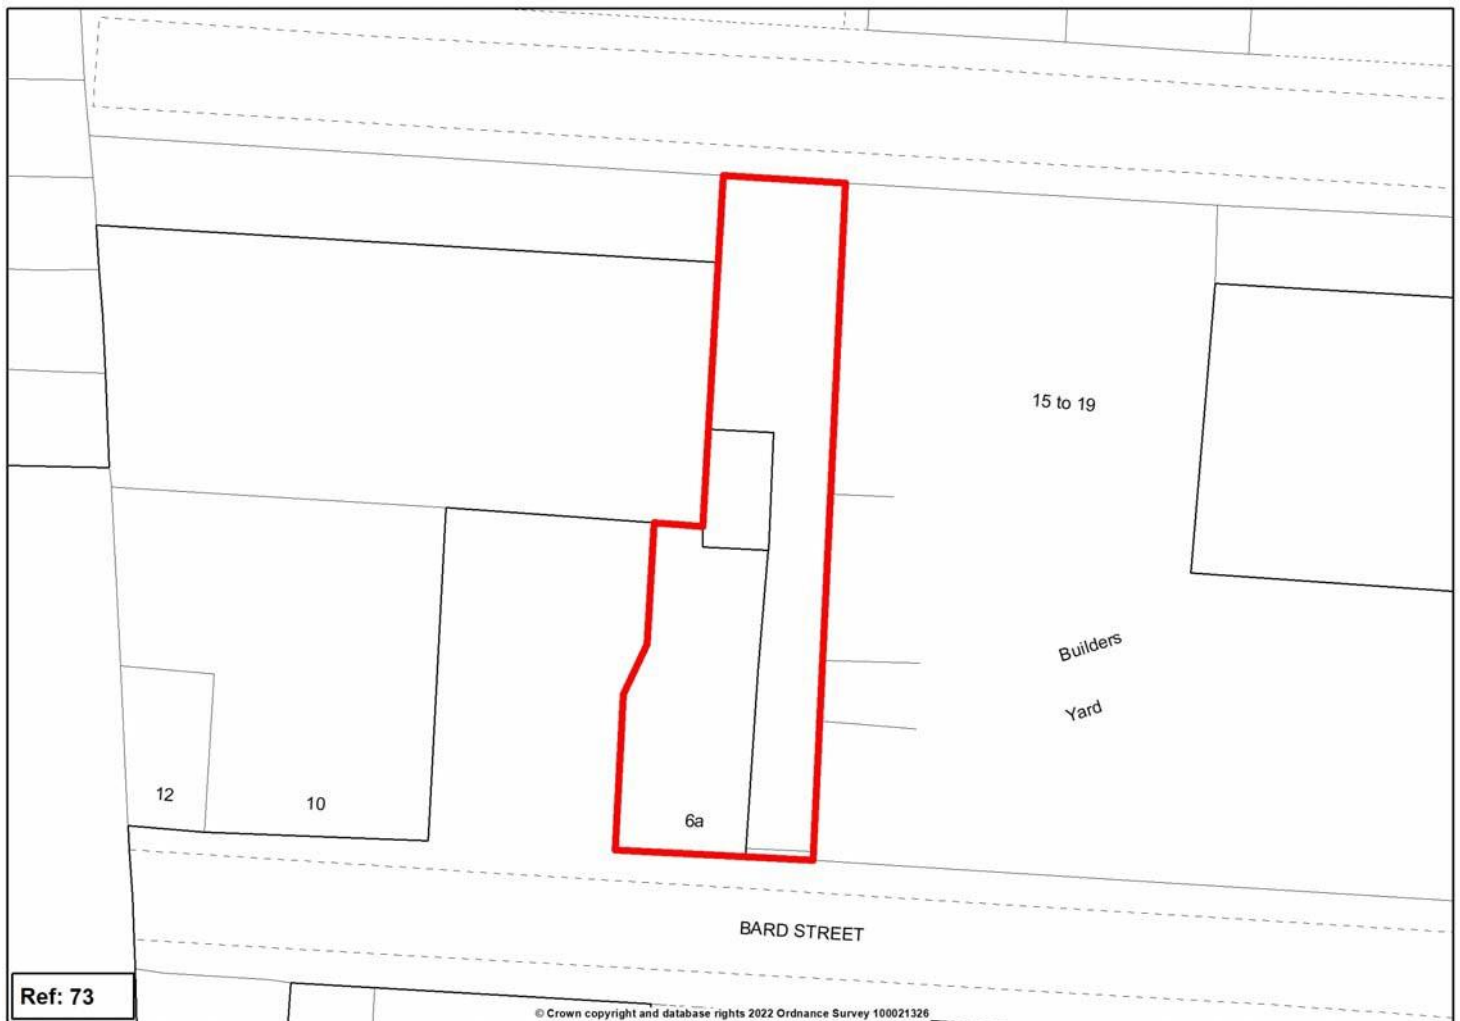 15 to 19
Builders
Yard
12
10
6a
BARD STREET
Ref: 73
© Crown copyright and database rights 2022 Ordnance Survey 100021326